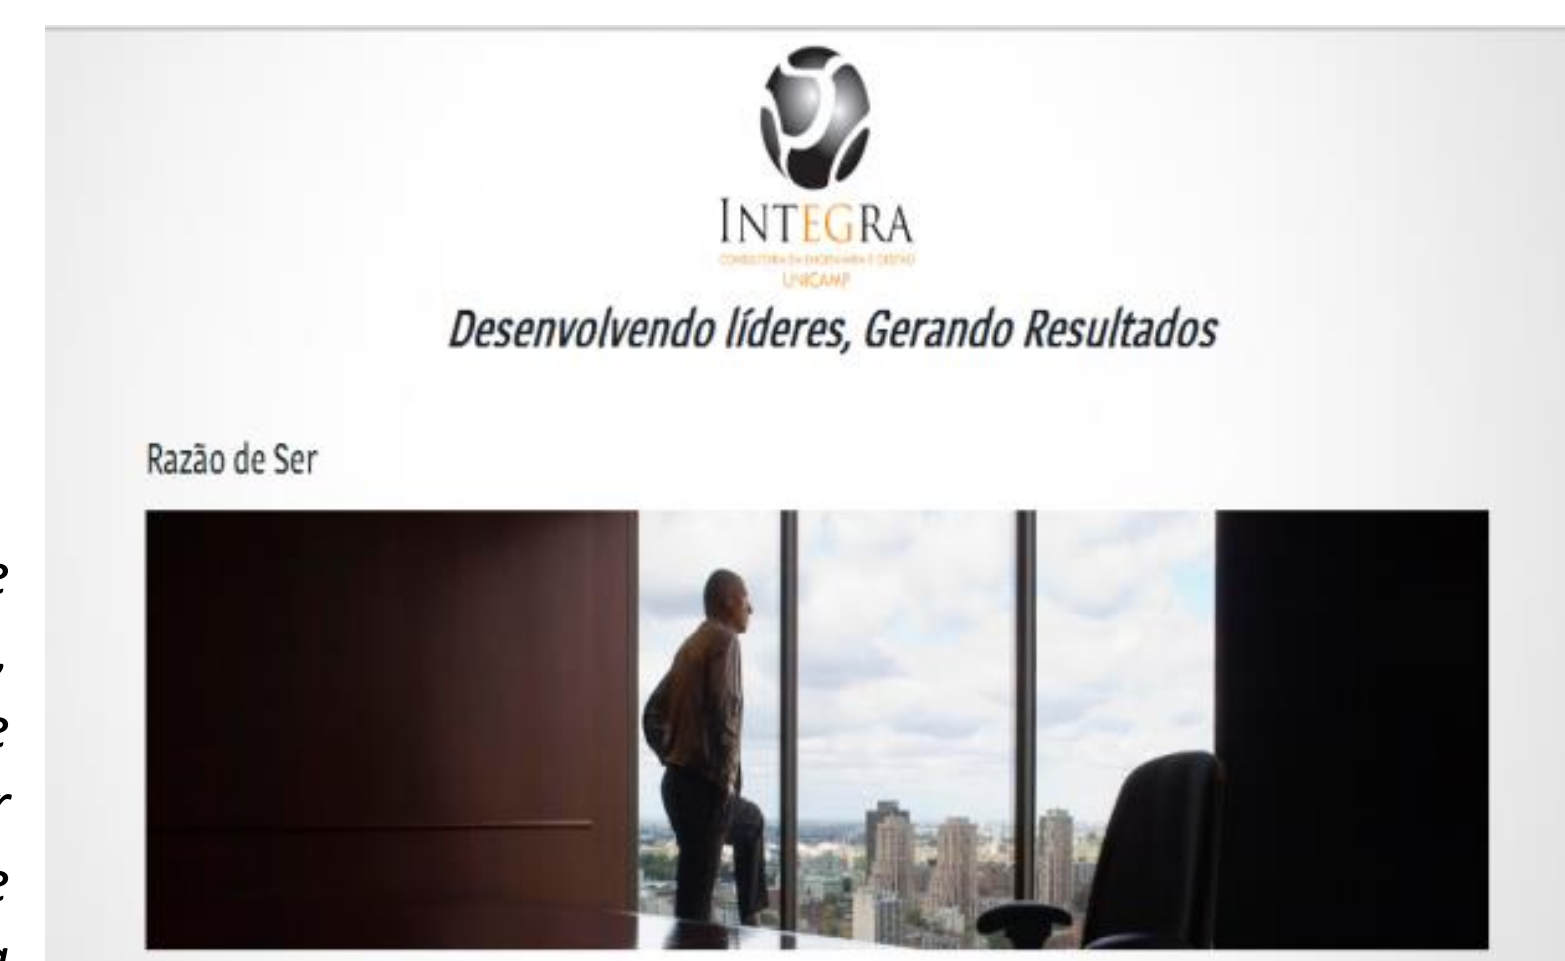 INTEGRA
UNICAMP
Desenvolvendo líderes, Gerando Resultados
Razão de Ser
e
,
e
r
e
a